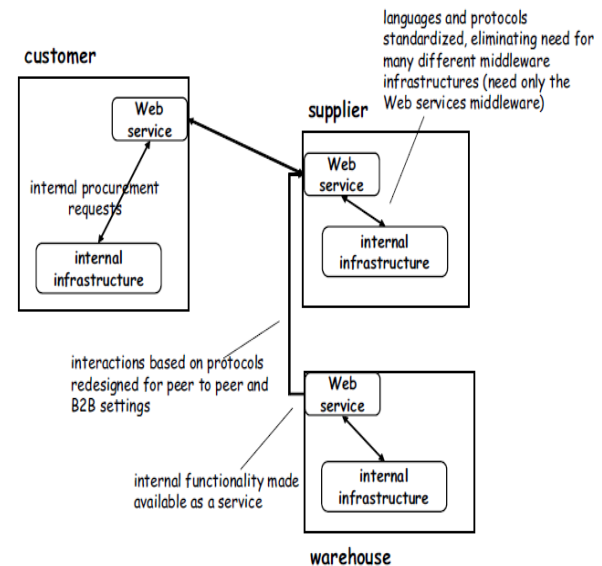 languages and protocols
standardized, eliminating need for
many different middleware
infrastructures (need only the
Web services middleware)
customer
supplier
Web
service
Web
service
internal procurement
requests
internal
infrastructure
internal
infrastructure
interactions based on protocols
redesigned for peer to peer and
B2B settings
Web
service
internal functionality made
available as a service
internal
infrastructure
warehouse